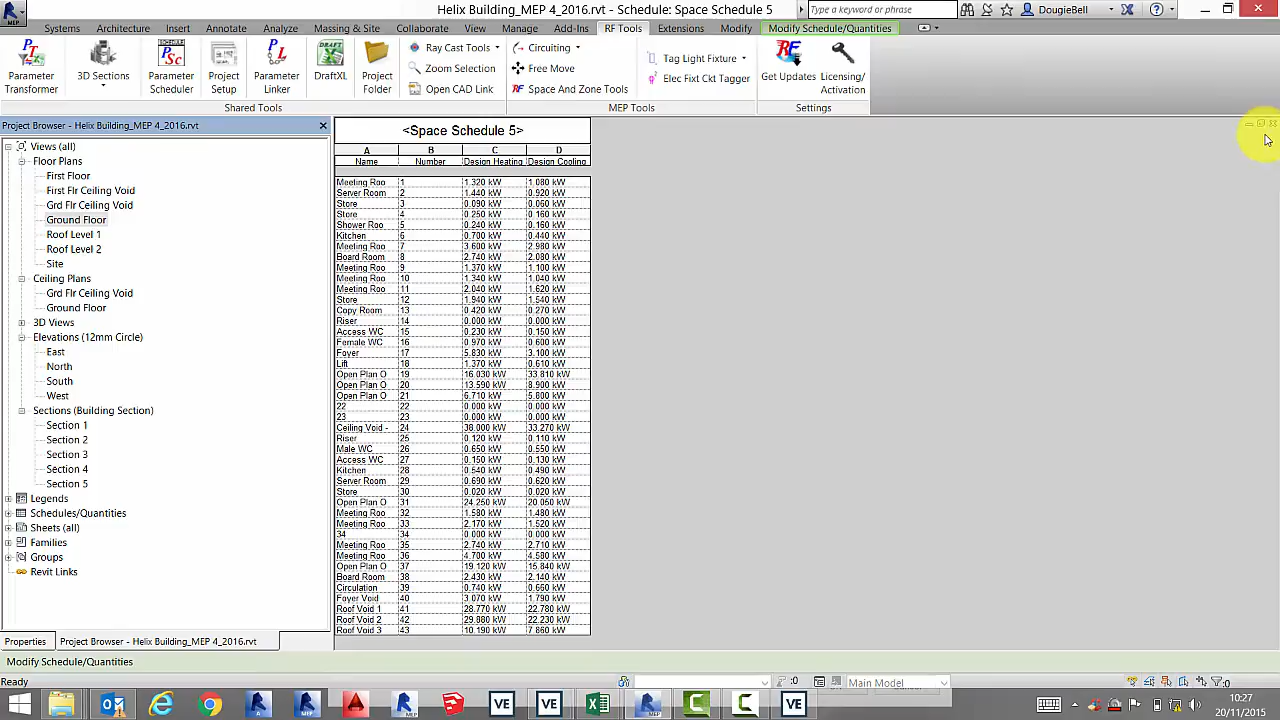 Helix Building_MEP 4_2016.rvt - Schedule: Space Schedule 5
Type a keyword or phrase
DougieBell
Systems Architecture Insert Annotate Analyze Massing & Site Collaborate View Manage Add-Ins RF Tools Extensions Modify Modify Schedule/Quantities
Parameter Transformer
3D Sections
Parameter Scheduler
Project Setup
Parameter Linker
DraftXL
Project Folder
Ray Cast Tools
Zoom Selection
Open CAD Link
Circuiting
Free Move
Space And Zone Tools
Tag Light Fixture
Elec Fixt Ckt Tagger
Get Updates
Licensing/Activation
Shared Tools
MEP Tools
Settings
Project Browser - Helix Building_MEP 4_2016.rvt
Views (all)
Floor Plans
First Floor
First Flr Ceiling Void
Grd Flr Ceiling Void
Ground Floor
Roof Level 1
Roof Level 2
Site
Ceiling Plans
Grd Flr Ceiling Void
Ground Floor
3D Views
Elevations (12mm Circle)
East
North
South
West
Sections (Building Section)
Section 1
Section 2
Section 3
Section 4
Section 5
Legends
Schedules/Quantities
Sheets (all)
Families
Groups
Revit Links
Properties
Project Browser - Helix Building_MEP 4_2016.rvt
<Space Schedule 5>
A B C D
Name Number Design Heating Design Cooling
Meeting Roo 1 1.320 kW 1.080 kW
Server Room 2 1.440 kW 0.920 kW
Store 3 0.090 kW 0.060 kW
Store 4 0.250 kW 0.160 kW
Shower Roo 5 0.240 kW 0.160 kW
Kitchen 6 0.700 kW 0.440 kW
Meeting Roo 7 3.600 kW 2.980 kW
Board Room 8 2.740 kW 2.080 kW
Meeting Roo 9 1.370 kW 1.100 kW
Meeting Roo 10 1.340 kW 1.040 kW
Meeting Roo 11 2.040 kW 1.620 kW
Store 12 1.940 kW 1.540 kW
Copy Room 13 0.420 kW 0.270 kW
Riser 14 0.000 kW 0.000 kW
Access WC 15 0.230 kW 0.150 kW
Female WC 16 0.970 kW 0.600 kW
Foyer 17 5.830 kW 3.100 kW
Lift 18 1.370 kW 0.610 kW
Open Plan O 19 16.030 kW 33.810 kW
Open Plan O 20 13.590 kW 8.900 kW
Open Plan O 21 6.710 kW 5.800 kW
22 22 0.000 kW 0.000 kW
23 23 0.000 kW 0.000 kW
Ceiling Void - 24 38.000 kW 33.270 kW
Riser 25 0.120 kW 0.110 kW
Male WC 26 0.650 kW 0.550 kW
Access WC 27 0.150 kW 0.130 kW
Kitchen 28 0.540 kW 0.490 kW
Server Room 29 0.690 kW 0.620 kW
Store 30 0.020 kW 0.020 kW
Open Plan O 31 24.250 kW 20.050 kW
Meeting Roo 32 1.580 kW 1.480 kW
Meeting Roo 33 2.170 kW 1.520 kW
34 34 0.000 kW 0.000 kW
Meeting Roo 35 2.740 kW 2.710 kW
Meeting Roo 36 4.700 kW 4.580 kW
Open Plan O 37 19.120 kW 15.840 kW
Board Room 38 2.430 kW 2.140 kW
Circulation 39 0.740 kW 0.660 kW
Foyer Void 40 3.070 kW 1.790 kW
Roof Void 1 41 28.770 kW 22.780 kW
Roof Void 2 42 29.880 kW 22.230 kW
Roof Void 3 43 10.190 kW 7.860 kW
Modify Schedule/Quantities
Ready
:0
Main Model
:0
10:27
20/11/2015